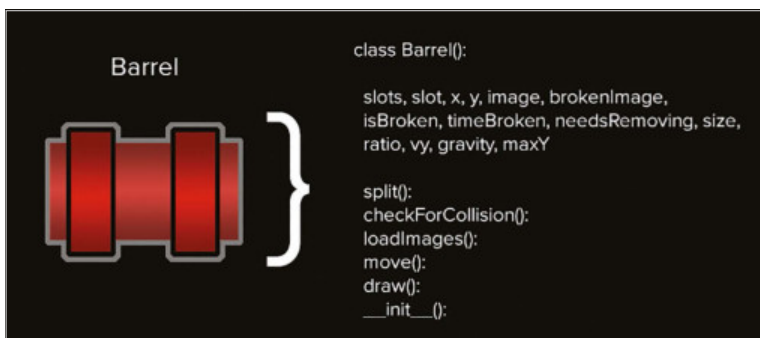 Barrel
class Barrel():
slots, slot, x, y, image, brokenImage,
isBroken, timeBroken, needsRemoving, size,
ratio, vy, gravity, maxY
split():
checkForCollision():
loadImages():
move():
draw():
__init__():